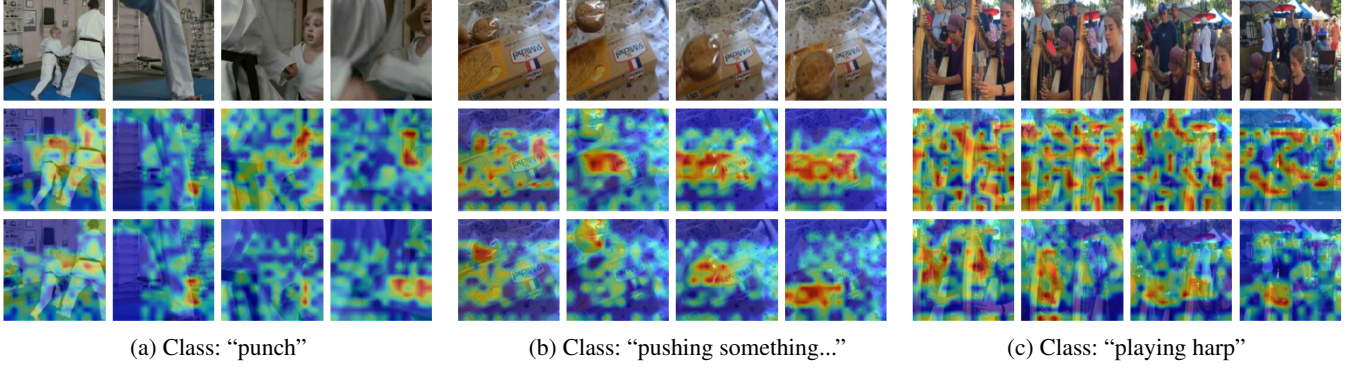 (a) Class: “punch”
(b) Class: “pushing something...”
(c) Class: “playing harp”